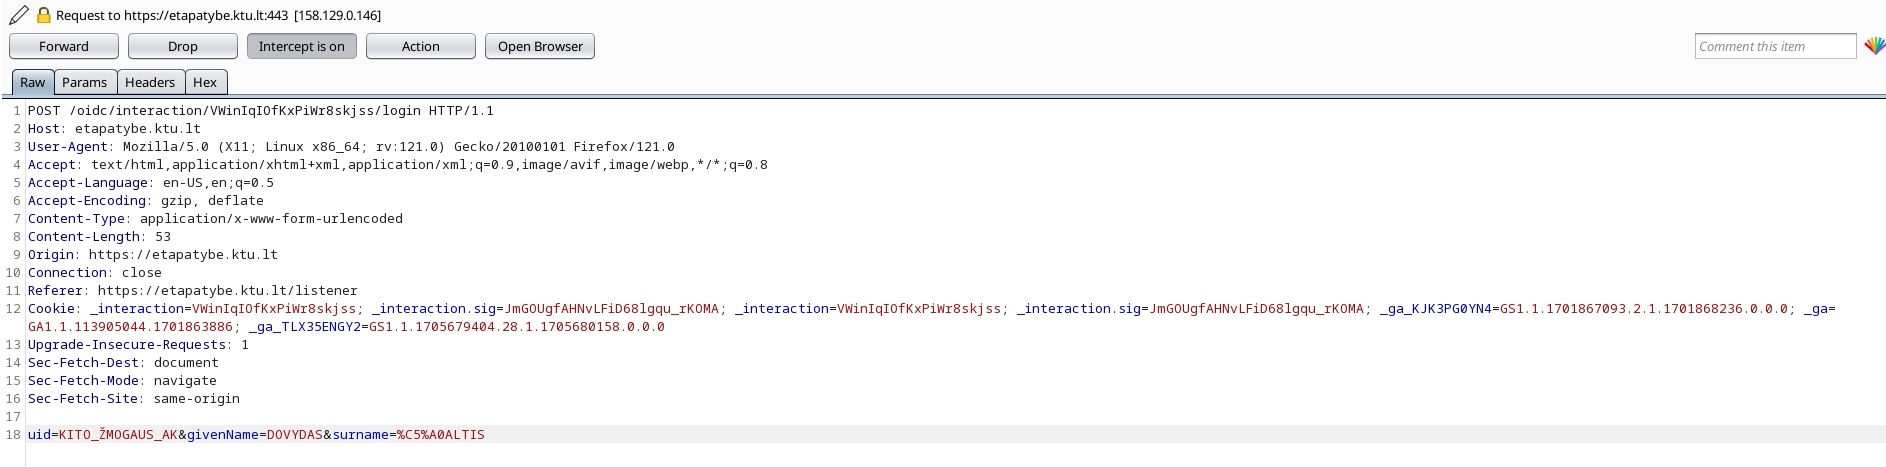 Request to https://etapatybe.ktu.lt:443 [158.129.0.146]
Forward Drop Intercept is on Action Open Browser Comment this item
Raw Params Headers Hex
1 POST /oidc/interaction/VWinIqIOfKxPiWr8skjss/login HTTP/1.1
2 Host: etapatybe.ktu.lt
3 User-Agent: Mozilla/5.0 (X11; Linux x86_64; rv:121.0) Gecko/20100101 Firefox/121.0
4 Accept: text/html,application/xhtml+xml,application/xml;q=0.9,image/avif,image/webp,*/*;q=0.8
5 Accept-Language: en-US,en;q=0.5
6 Accept-Encoding: gzip, deflate
7 Content-Type: application/x-www-form-urlencoded
8 Content-Length: 53
9 Origin: https://etapatybe.ktu.lt
10 Connection: close
11 Referer: https://etapatybe.ktu.lt/listener
12 Cookie: _interaction=VWinIqIOfKxPiWr8skjss; _interaction.sig=JmGOUgfAHNvLFiD68lgqu_rKOMA; _interaction=VWinIqIOfKxPiWr8skjss; _interaction.sig=JmGOUgfAHNvLFiD68lgqu_rKOMA; _ga_KJK3PG0YN4=GS1.1.1701867093.2.1.1701868236.0.0.0; _ga=
GA1.1.113905044.1701863886; _ga_TLX35ENGY2=GS1.1.1705679404.28.1.1705680158.0.0.0
13 Upgrade-Insecure-Requests: 1
14 Sec-Fetch-Dest: document
15 Sec-Fetch-Mode: navigate
16 Sec-Fetch-Site: same-origin
17
18 uid=KITO_ŽMOGAUS_AK&givenName=DOVYDAS&surname=%C5%A0ALTIS